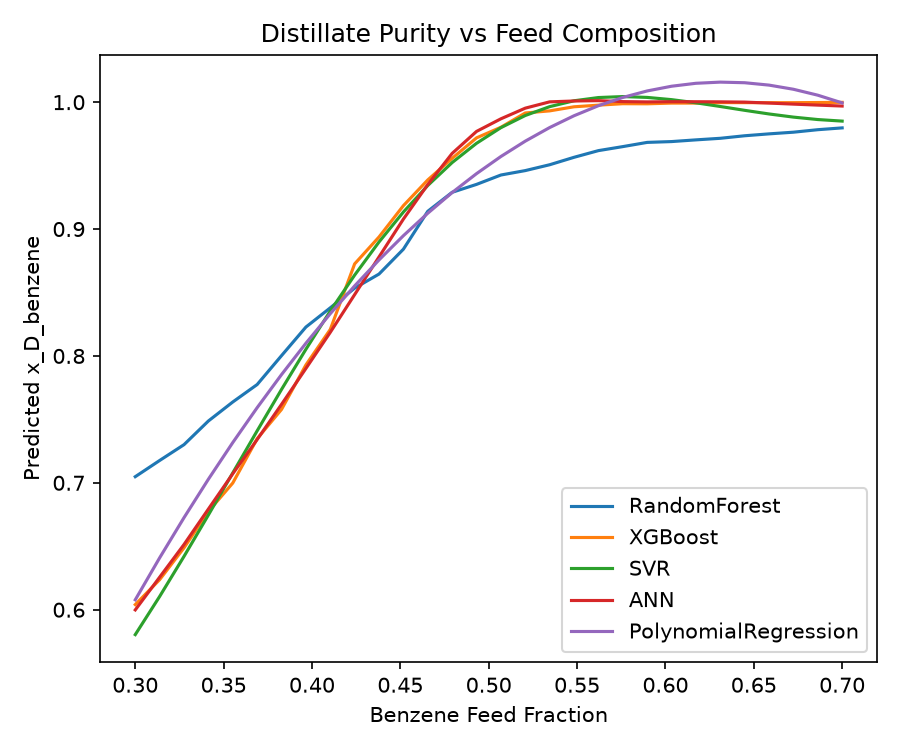 Distillate Purity vs Feed Composition
Predicted x_D_benzene
1.0
0.9
0.8
0.7
0.6
RandomForest
XGBoost
SVR
ANN
PolynomialRegression
0.30 0.35 0.40 0.45 0.50 0.55 0.60 0.65 0.70
Benzene Feed Fraction